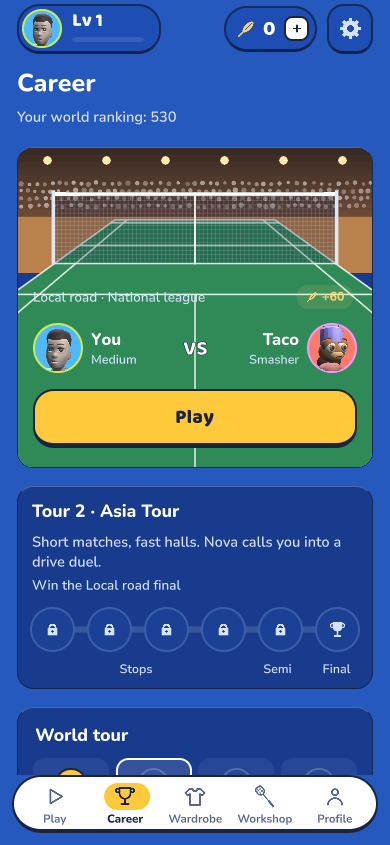 Lv 1
0
+
Career
Your world ranking: 530
Local road · National league
+60
You
Medium
VS
Taco
Smasher
Play
Tour 2 · Asia Tour
Short matches, fast halls. Nova calls you into a
drive duel.
Win the Local road final
Stops
Semi
Final
World tour
Play
Career
Wardrobe
Workshop
Profile